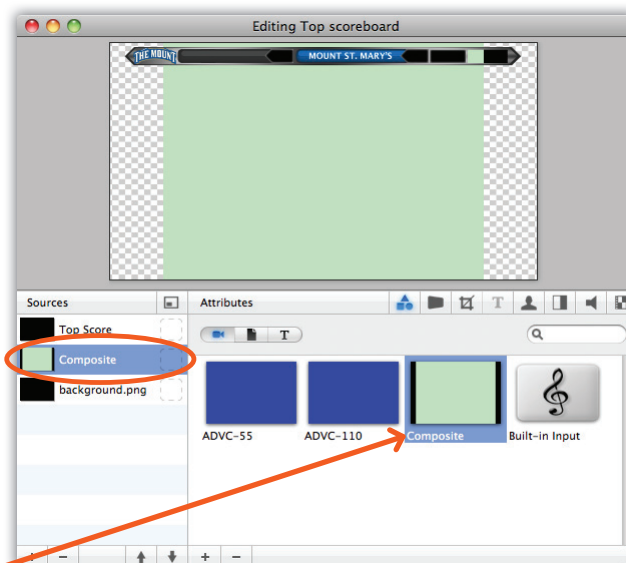 Editing Top scoreboard
THE MOUNT
MOUNT ST. MARY'S
Sources
Attributes
T
Top Score
T
Composite
background.png
ADVC-55
ADVC-110
Composite
Built-in Input